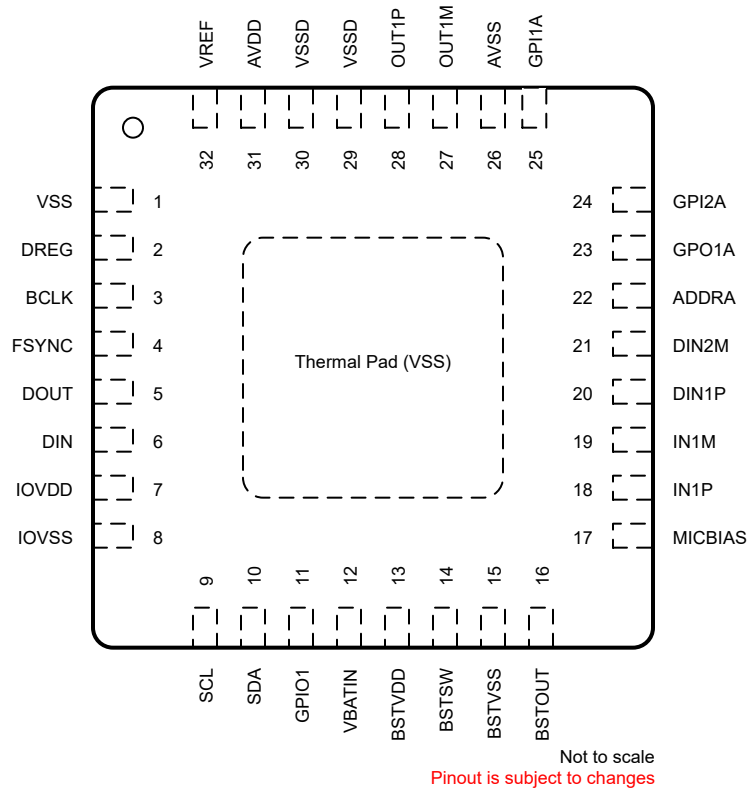 VREF
AVDD
VSSD
VSSD
OUT1P
OUT1M
AVSS
GPI1A
32
31
30
29
28
27
26
25
VSS 1
DREG 2
BCLK 3
FSYNC 4
DOUT 5
DIN 6
IOVDD 7
IOVSS 8
Thermal Pad (VSS)
24 GPI2A
23 GPO1A
22 ADDRA
21 DIN2M
20 DIN1P
19 IN1M
18 IN1P
17 MICBIAS
9
10
11
12
13
14
15
16
SCL
SDA
GPIO1
VBATIN
BSTVDD
BSTSW
BSTVSS
BSTOUT
Not to scale
Pinout is subject to changes